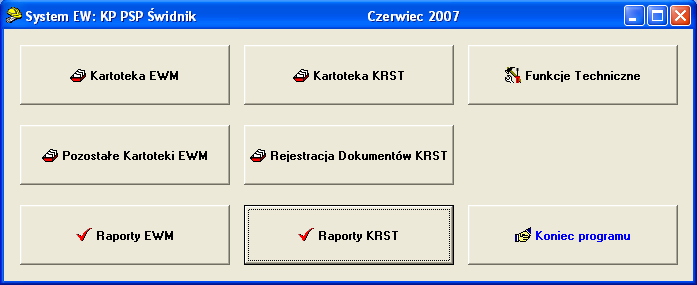 System EW: KP PSP Świdnik Czerwiec 2007
Kartoteka EWM
Kartoteka KRST
Funkcje Techniczne
Pozostałe Kartoteki EWM
Rejestracja Dokumentów KRST
Raporty EWM
Raporty KRST
Koniec programu